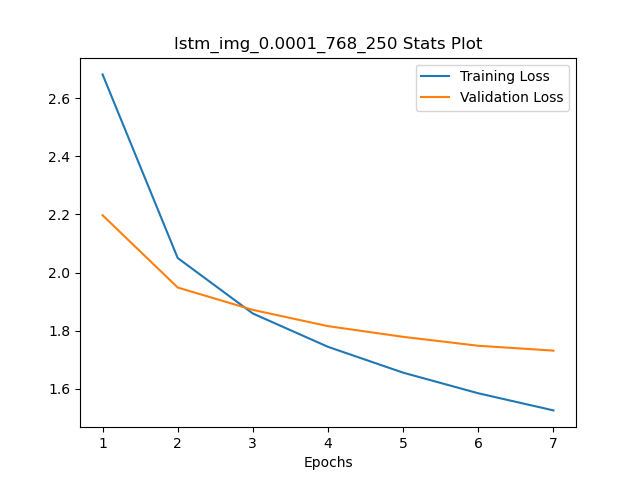 lstm_img_0.0001_768_250 Stats Plot
Training Loss
Validation Loss
2.6
2.4
2.2
2.0
1.8
1.6
1 2 3 4 5 6 7
Epochs